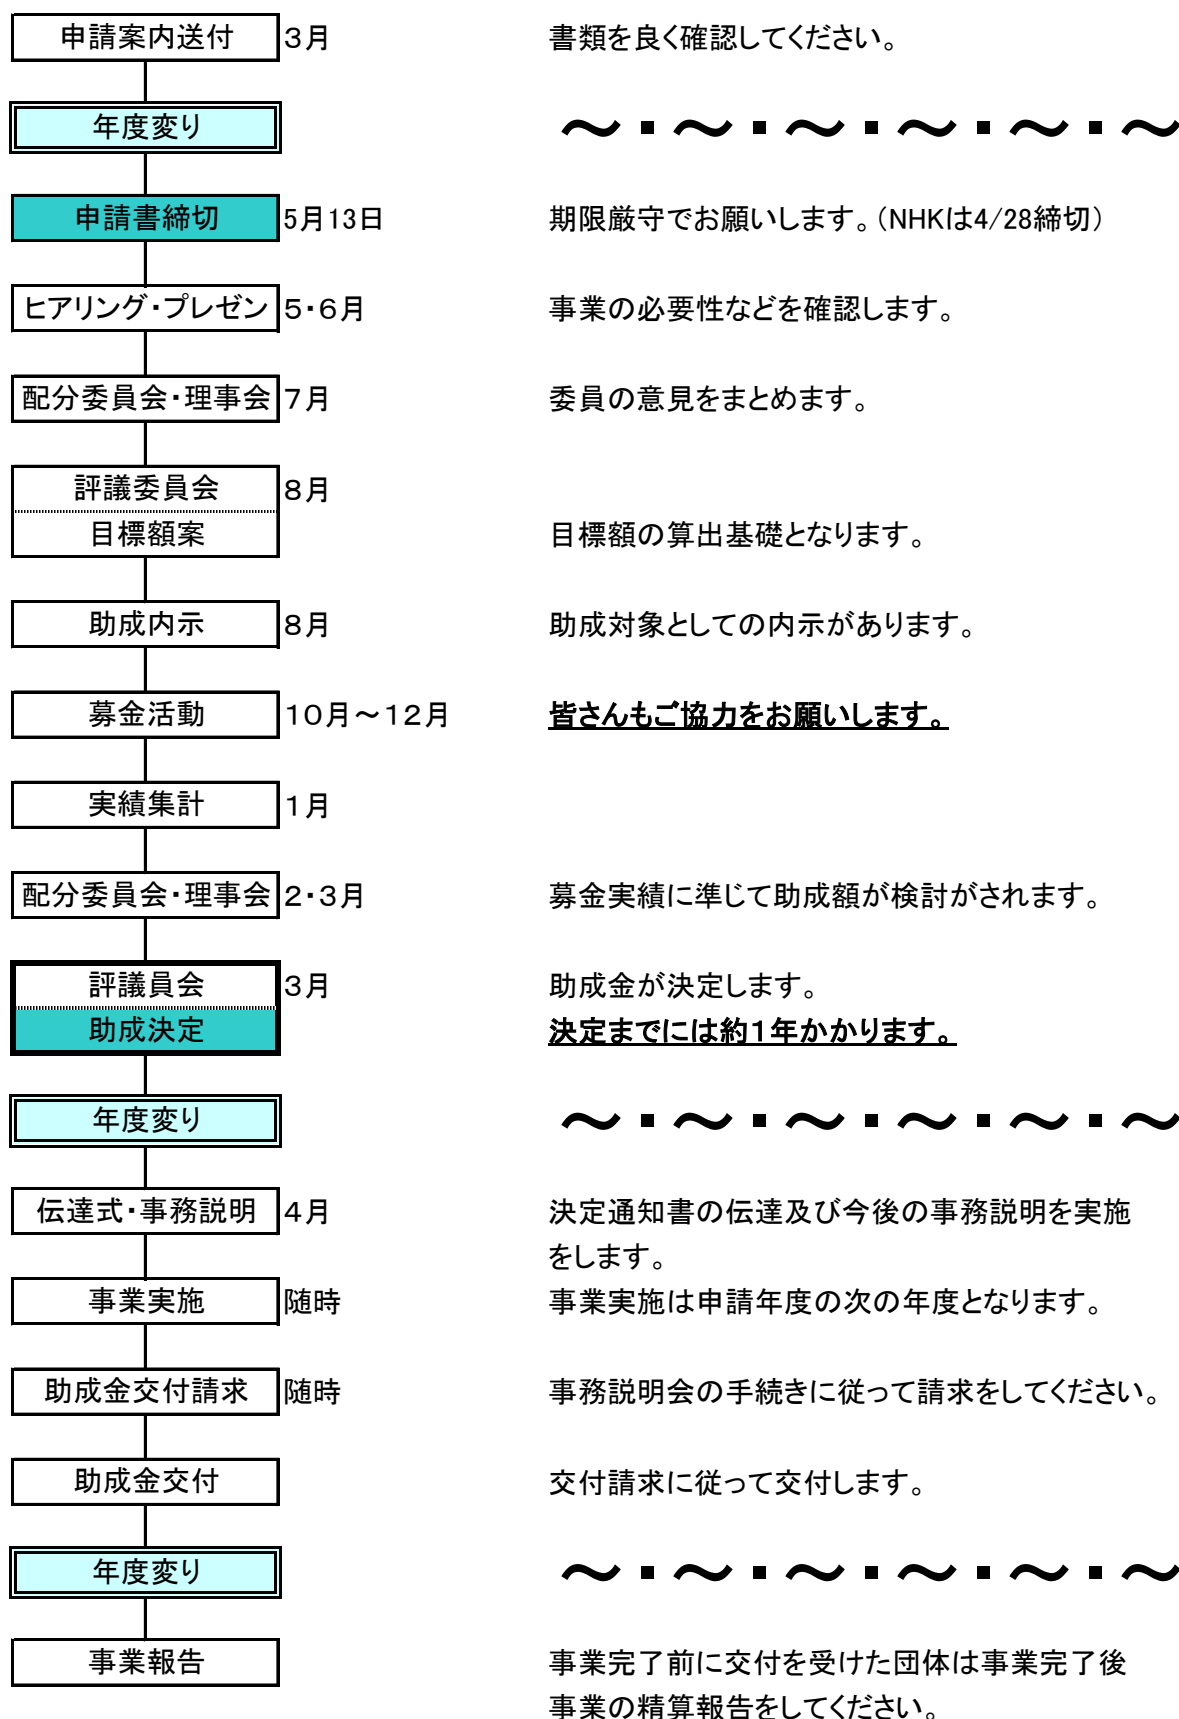 申請案内送付 3月 書類を良く確認してください。
年度変り ～・～・～・～・～・～
申請書締切 5月13日 期限厳守でお願いします。（NHKは4/28締切）
ヒアリング・プレゼン 5・6月 事業の必要性などを確認します。
配分委員会・理事会 7月 委員の意見をまとめます。
評議委員会 8月
目標額案 目標額の算出基礎となります。
助成内示 8月 助成対象としての内示があります。
募金活動 10月～12月 皆さんもご協力をお願いします。
実績集計 1月
配分委員会・理事会 2・3月 募金実績に準じて助成額が検討がされます。
評議員会 3月 助成金が決定します。
助成決定 決定までには約1年かかります。
年度変り ～・～・～・～・～・～
伝達式・事務説明 4月 決定通知書の伝達及び今後の事務説明を実施
をします。
事業実施 随時 事業実施は申請年度の次の年度となります。
助成金交付請求 随時 事務説明会の手続きに従って請求をしてください。
助成金交付 交付請求に従って交付します。
年度変り ～・～・～・～・～・～
事業報告 事業完了前に交付を受けた団体は事業完了後
事業の精算報告をしてください。